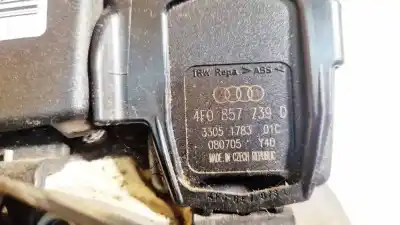 TRW Repa > ABS <
4F0 857 739 D
3305 1783 01C
080705 Y40
MADE IN CZECH REPUBLIC